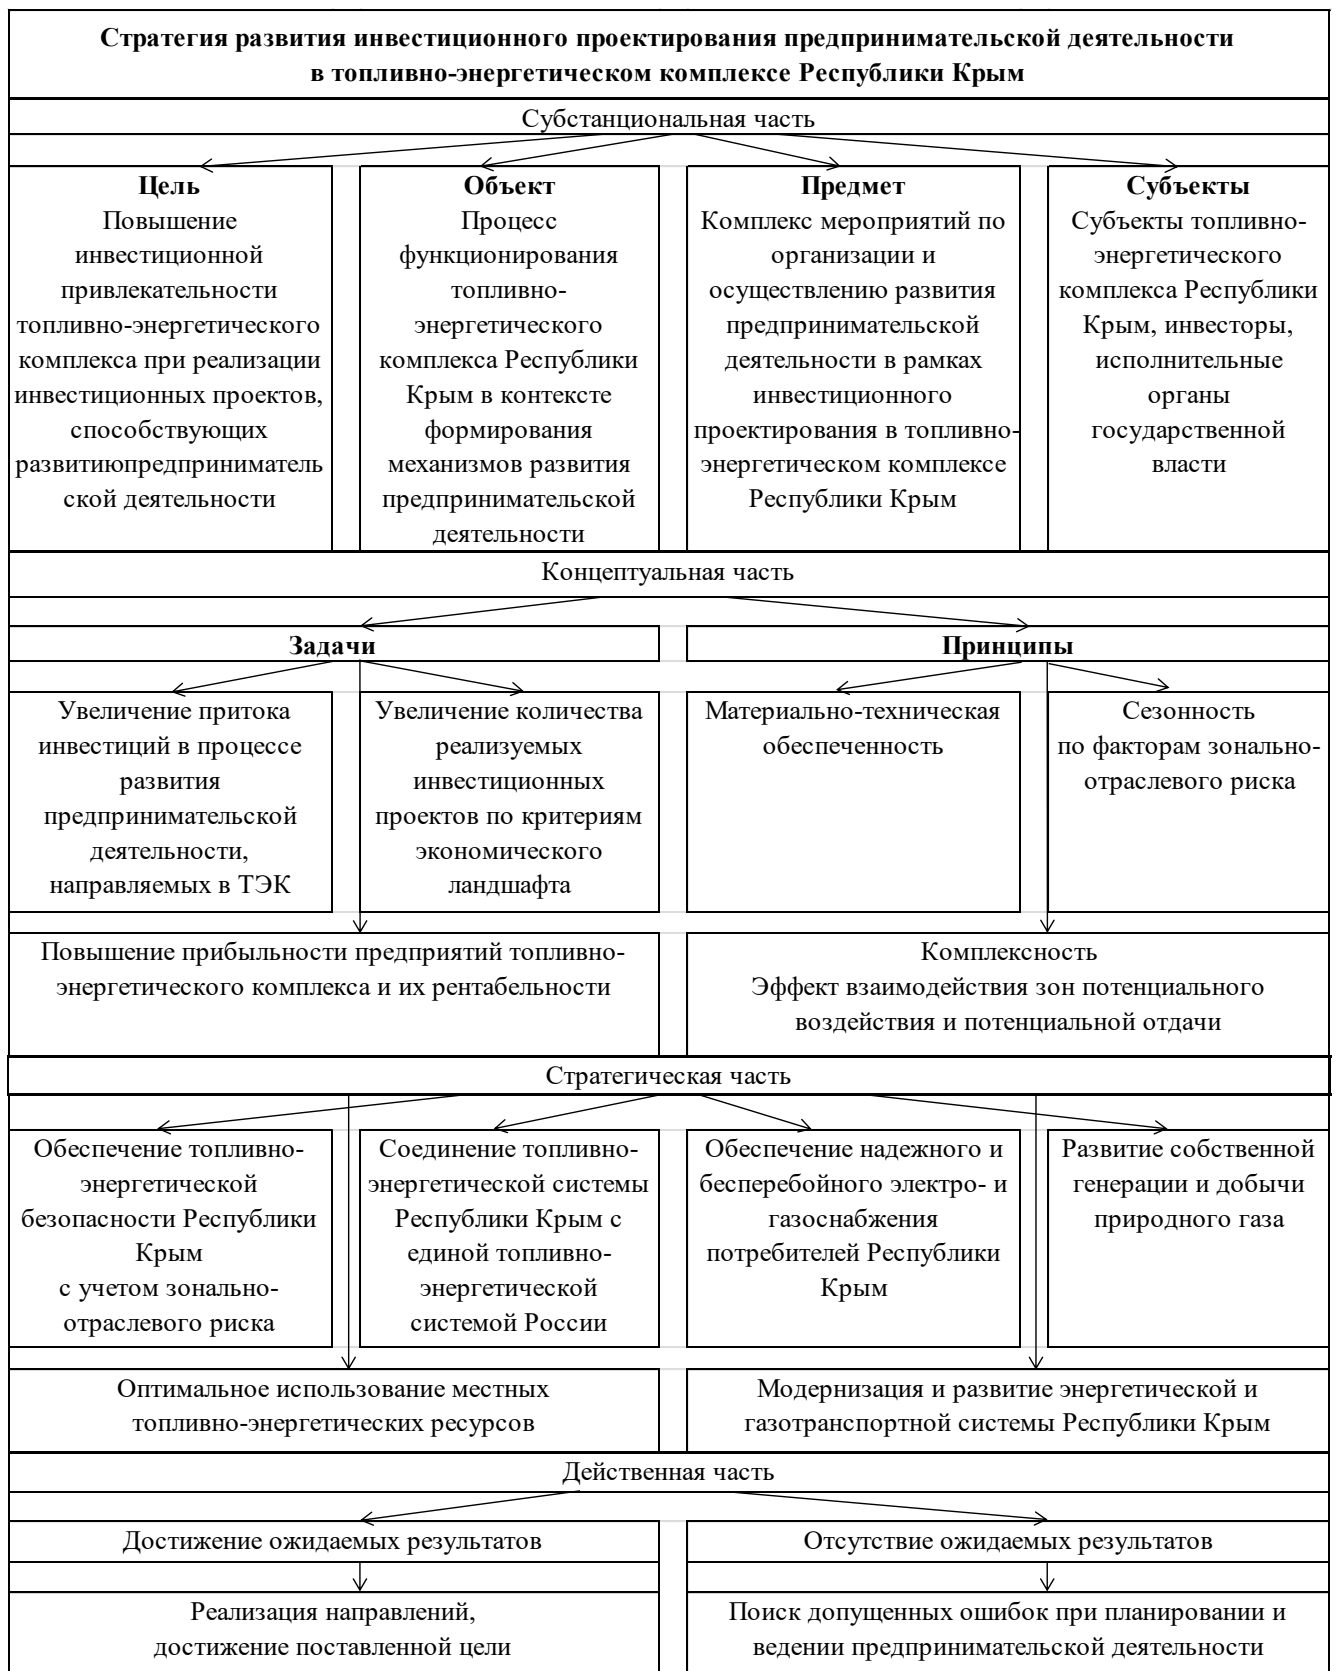 Стратегия развития инвестиционного проектирования предпринимательской деятельности
в топливно-энергетическом комплексе Республики Крым
Субстанциональная часть
Цель
Повышение
инвестиционной
привлекательности
топливно-энергетического
комплекса при реализации
инвестиционных проектов,
способствующих
развитиюпредприниматель
ской деятельности
Объект
Процесс
функционирования
топливно-
энергетического
комплекса Республики
Крым в контексте
формирования
механизмов развития
предпринимательской
деятельности
Предмет
Комплекс мероприятий по
организации и
осуществлению развития
предпринимательской
деятельности в рамках
инвестиционного
проектирования в топливно-
энергетическом комплексе
Республики Крым
Субъекты
Субъекты топливно-
энергетического
комплекса Республики
Крым, инвесторы,
исполнительные
органы
государственной
власти
Концептуальная часть
Задачи
Принципы
Увеличение притока
инвестиций в процессе
развития
предпринимательской
деятельности,
направляемых в ТЭК
Увеличение количества
реализуемых
инвестиционных
проектов по критериям
экономического
ландшафта
Материально-техническая
обеспеченность
Сезонность
по факторам зонально-
отраслевого риска
Повышение прибыльности предприятий топливно-
энергетического комплекса и их рентабельности
Комплексность
Эффект взаимодействия зон потенциального
воздействия и потенциальной отдачи
Стратегическая часть
Обеспечение топливно-
энергетической
безопасности Республики
Крым
с учетом зонально-
отраслевого риска
Соединение топливно-
энергетической системы
Республики Крым с
единой топливно-
энергетической
системой России
Обеспечение надежного и
бесперебойного электро- и
газоснабжения
потребителей Республики
Крым
Развитие собственной
генерации и добычи
природного газа
Оптимальное использование местных
топливно-энергетических ресурсов
Модернизация и развитие энергетической и
газотранспортной системы Республики Крым
Действенная часть
Достижение ожидаемых результатов
Отсутствие ожидаемых результатов
Реализация направлений,
достижение поставленной цели
Поиск допущенных ошибок при планировании и
ведении предпринимательской деятельности